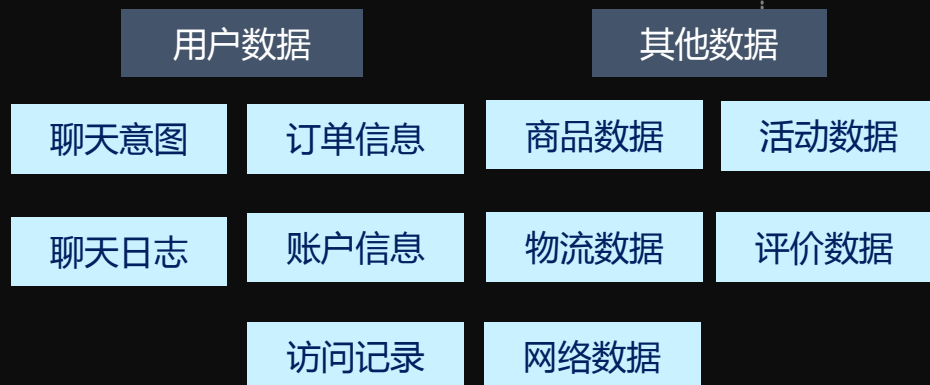 用户数据
其他数据
聊天意图
订单信息
商品数据
活动数据
聊天日志
账户信息
物流数据
评价数据
访问记录
网络数据